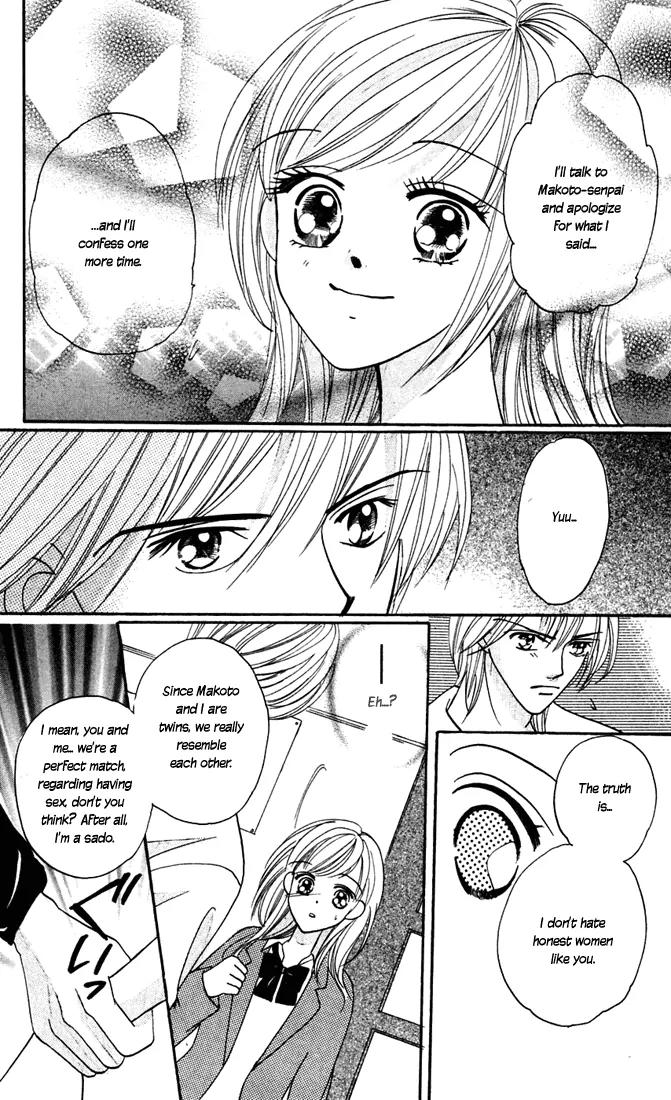 I'll talk to
Makoto-senpai
and apologize
for what I
said...
...and I'll
confess one
more time.
Yuu...
The truth
is...
I don't hate
honest women
like you.
Eh...?
Since Makoto
and I are
twins, we really
resemble
each other.
I mean, you and
me... we're a
perfect match,
regarding having
sex, don't you
think? After all,
I'm a sado.